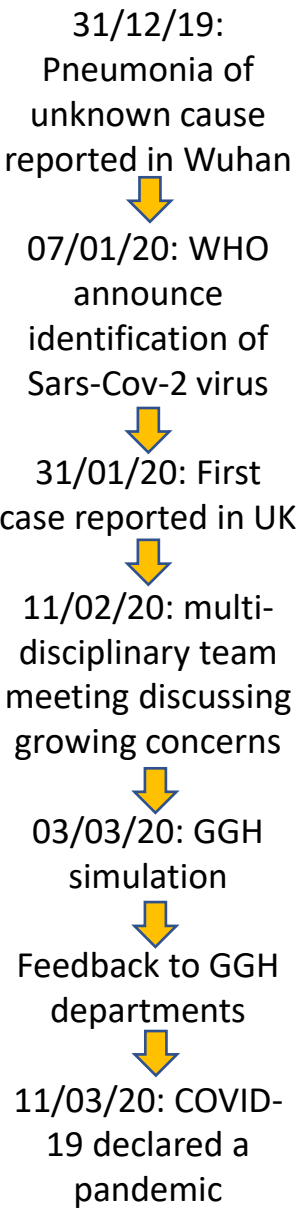 31/12/19:
Pneumonia of
unknown cause
reported in Wuhan
07/01/20: WHO
announce
identification of
Sars-Cov-2 virus
31/01/20: First
case reported in UK
11/02/20: multi-
disciplinary team
meeting discussing
growing concerns
03/03/20: GGH
simulation
Feedback to GGH
departments
11/03/20: COVID-
19 declared a
pandemic